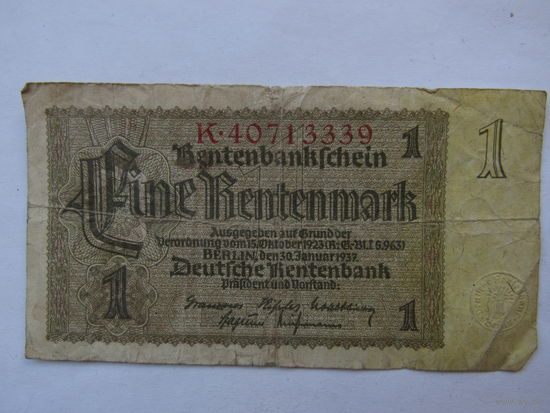 K·40713339
1
1
Rentenbankschein
Eine Rentenmark
Ausgegeben auf Grund der
Verordnung vom 15. Oktober 1923 (R.-G.-Bl. I S. 963)
BERLIN, den 30. Januar 1937
Deutsche Rentenbank
Präsident und Vorstand:
1
1